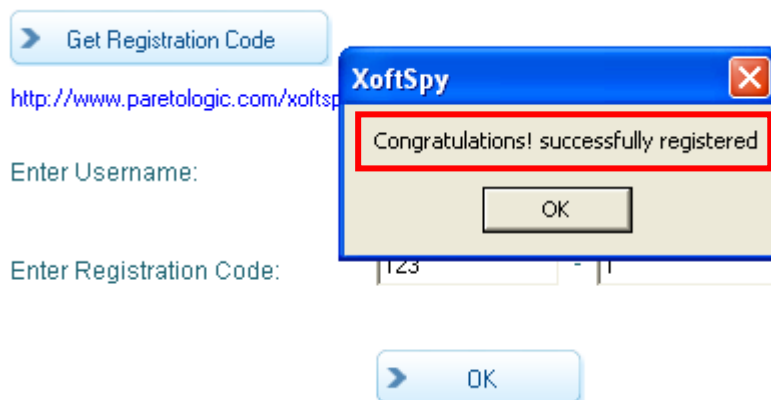 Get Registration Code
http://www.paretologic.com/xoftsp
XoftSpy
Congratulations! successfully registered
OK
Enter Username:
Enter Registration Code:
123 - 1
OK